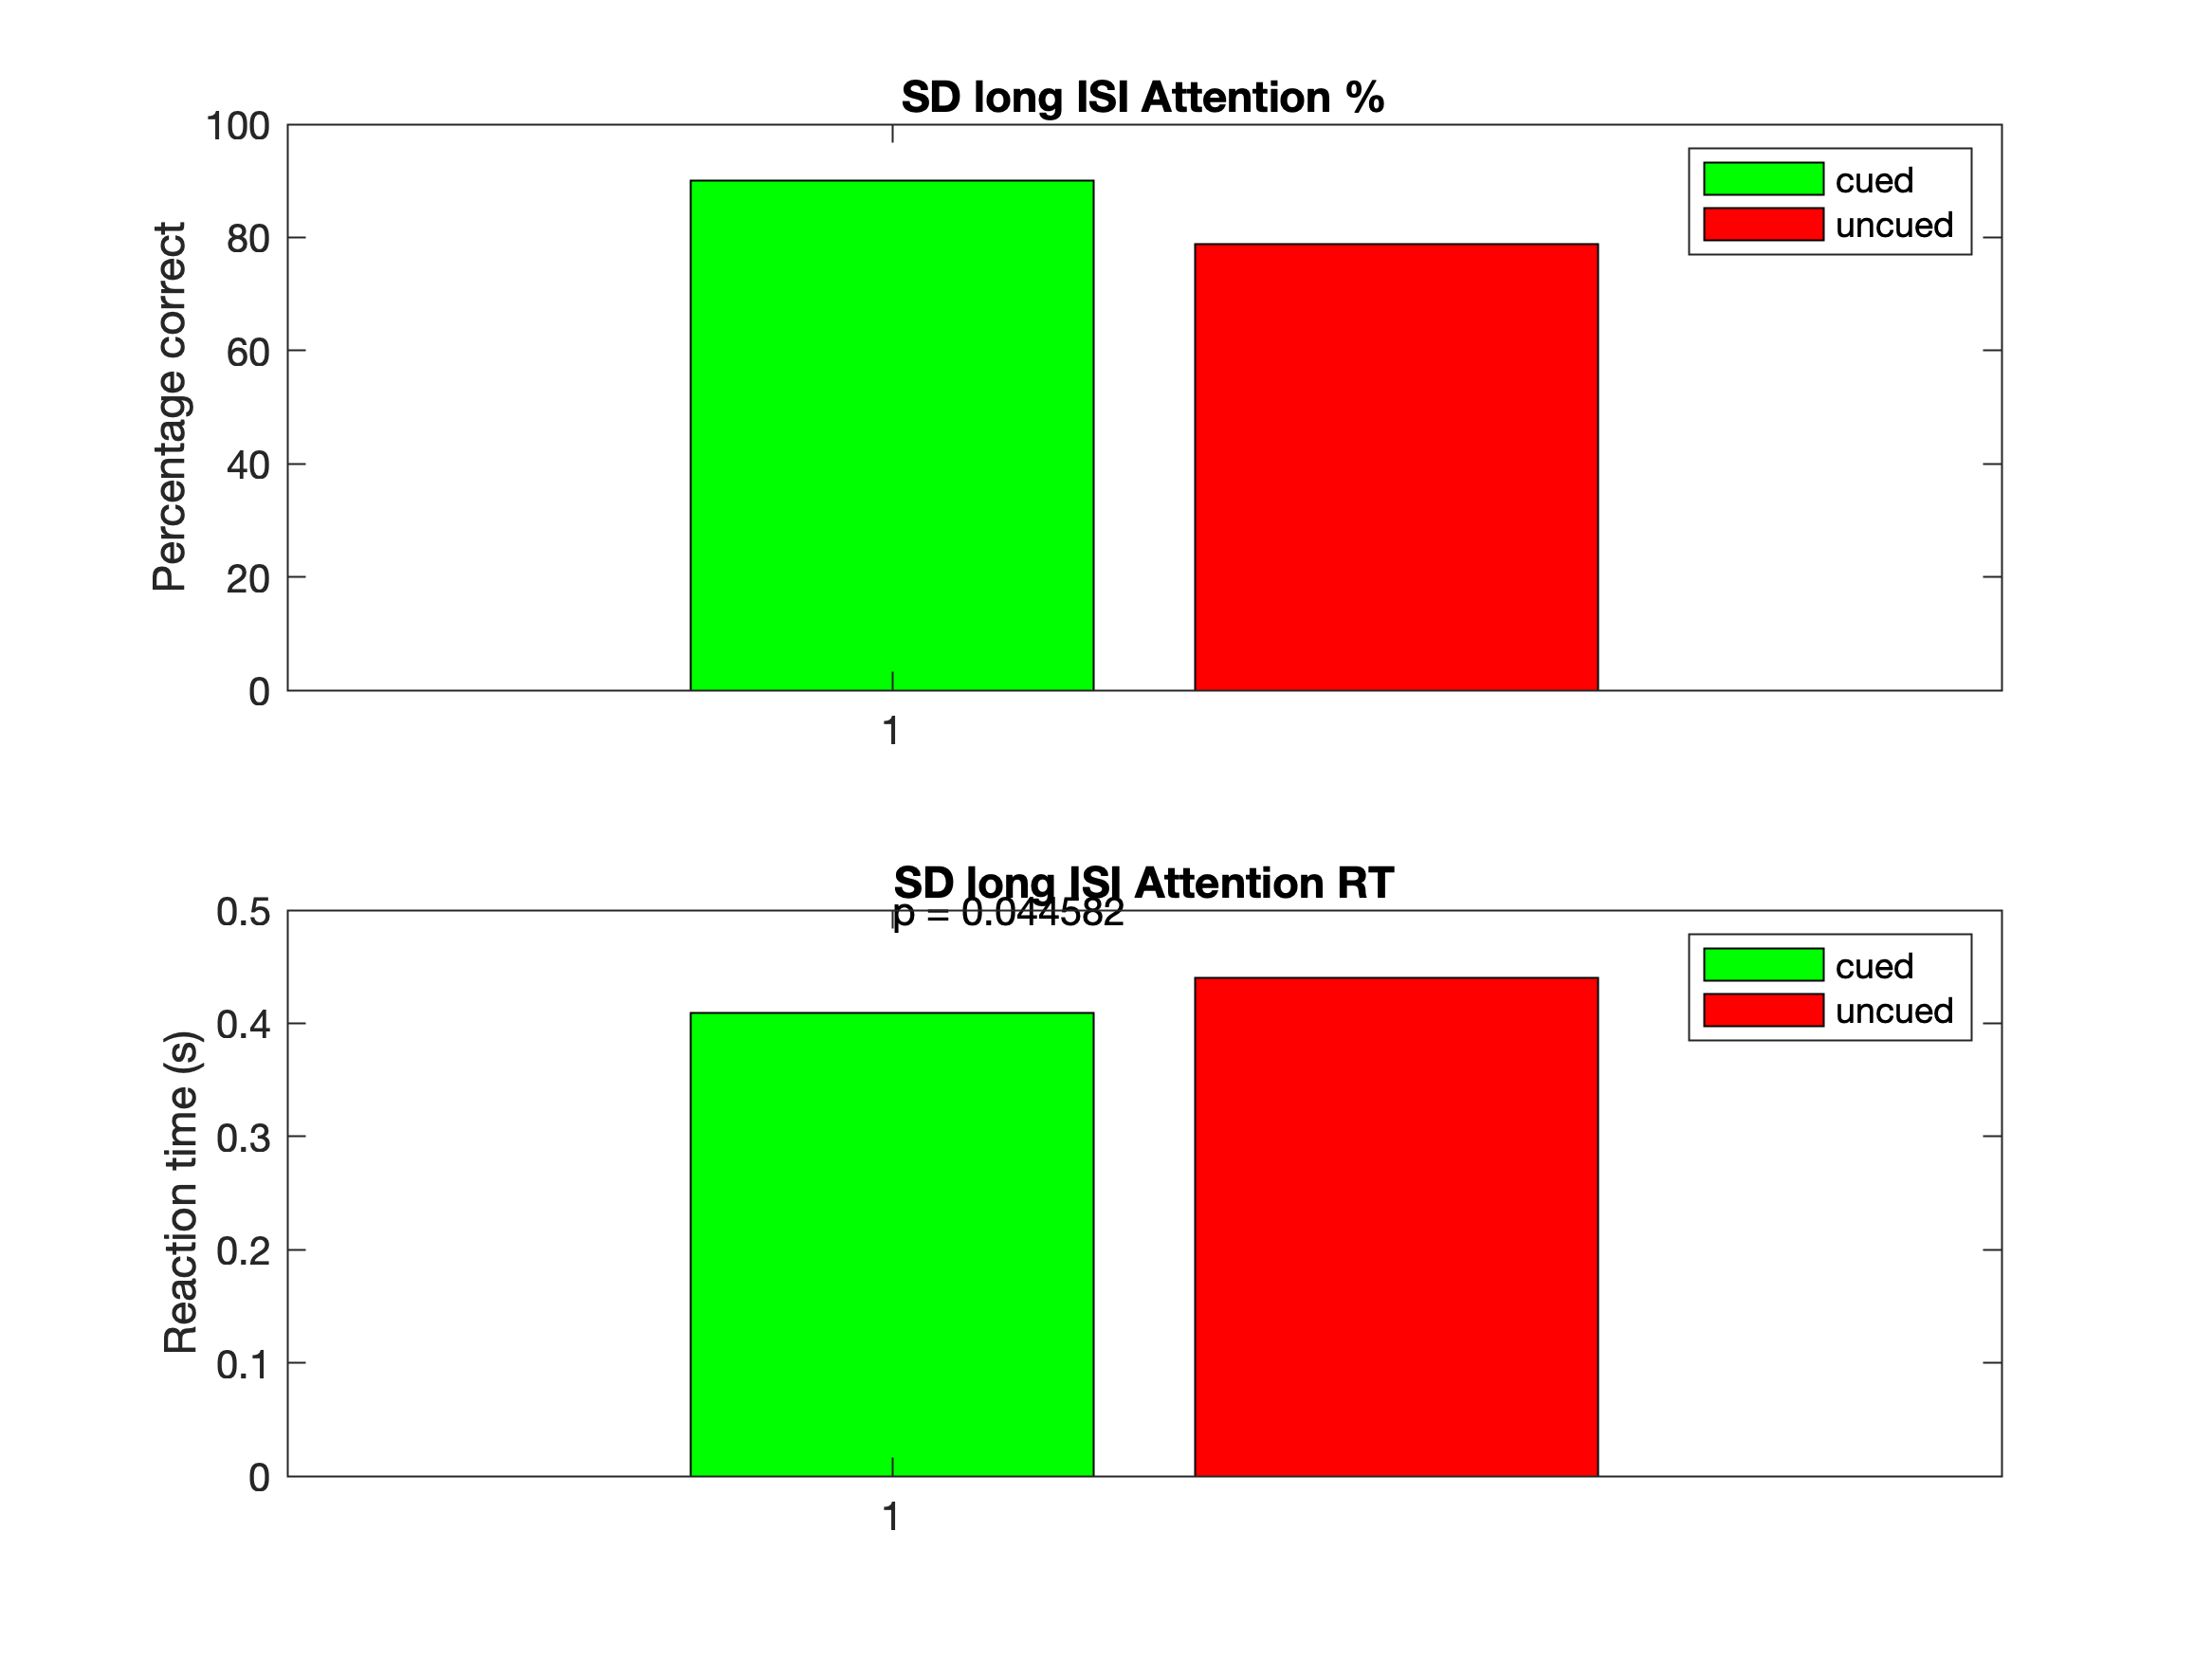 SD long ISI Attention %
100
80
60
40
20
0
Percentage correct
cued
uncued
1
SD long ISI Attention RT
p = 0.044582
0.5
0.4
0.3
0.2
0.1
0
Reaction time (s)
cued
uncued
1